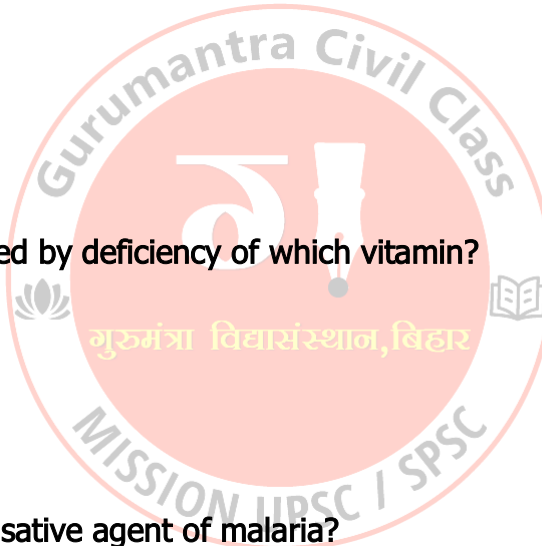 Gurumantra Civil Class
ed by deficiency of which vitamin?
गुरुमंत्रा विद्यासंस्थान,बिहार
MISSION UPSC / SPSC
sative agent of malaria?